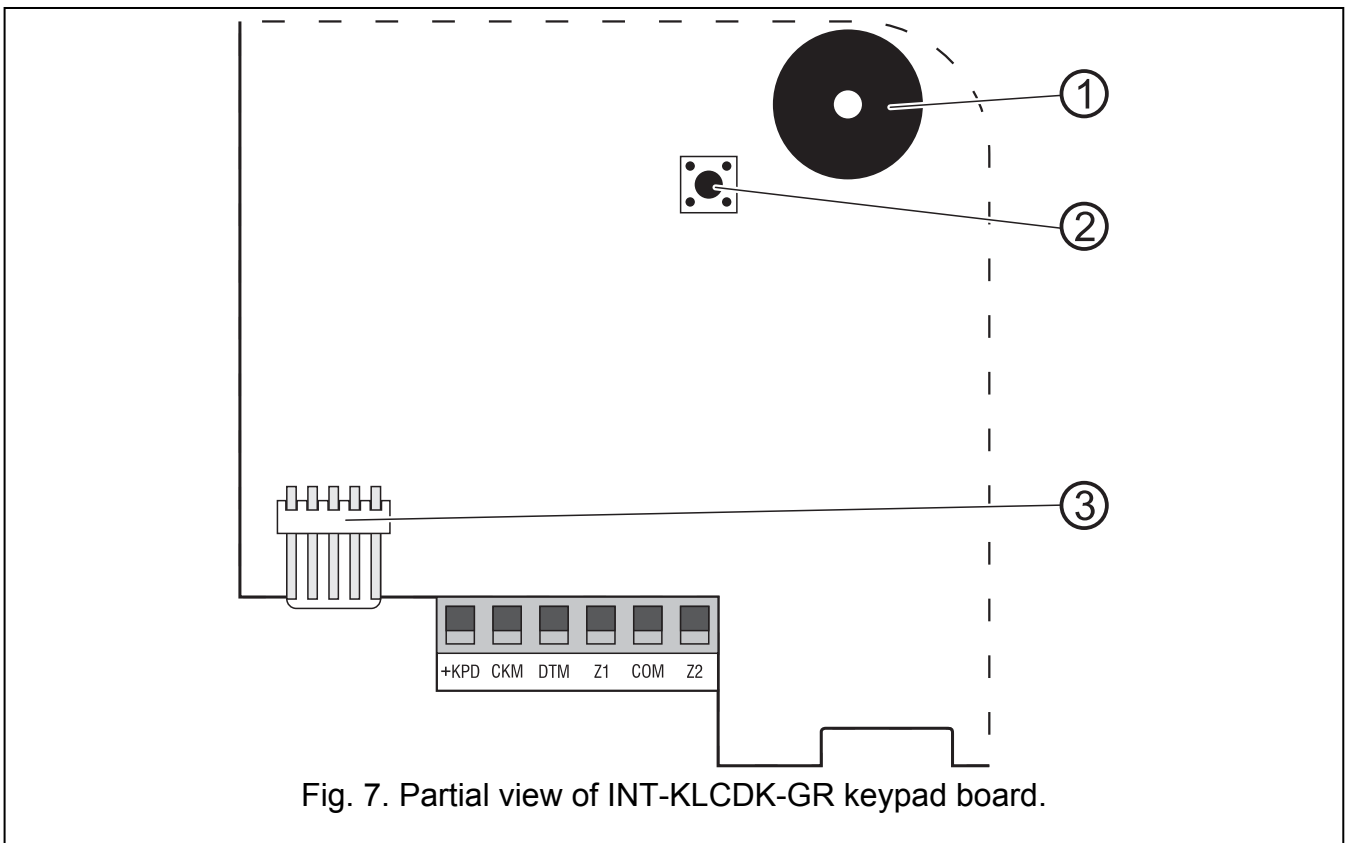 1
2
3
+KPD CKM DTM Z1 COM Z2
Fig. 7. Partial view of INT-KLCDK-GR keypad board.